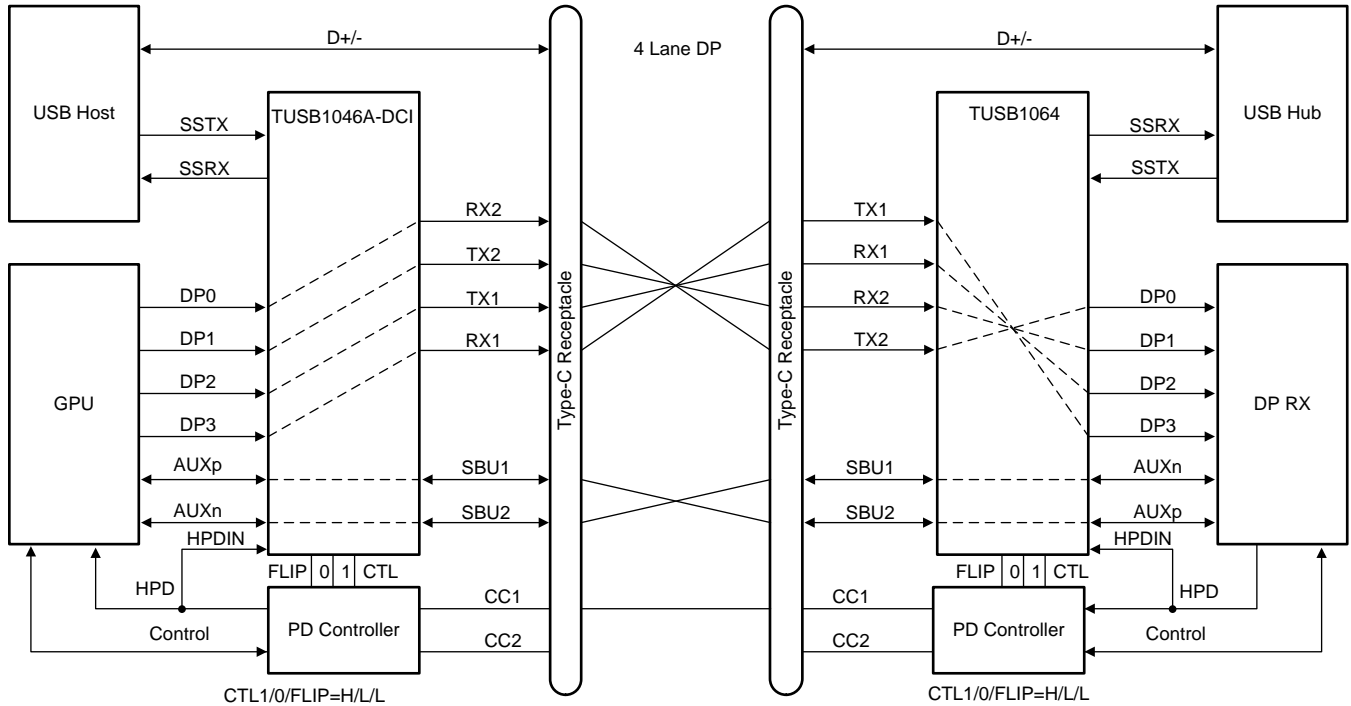 D+/-
4 Lane DP
D+/-
USB Host
TUSB1046A-DCI
TUSB1064
USB Hub
SSTX
SSRX
SSRX
SSTX
RX2
TX2
TX1
RX1
TX1
RX1
RX2
TX2
GPU
DP0
DP1
DP2
DP3
AUXp
AUXn
SBU1
SBU2
Type-C Receptacle
Type-C Receptacle
SBU1
SBU2
DP0
DP1
DP2
DP3
AUXn
AUXp
DP RX
HPDIN
HPDIN
FLIP 0 1 CTL
FLIP 0 1 CTL
HPD
HPD
CC1
CC2
CC1
CC2
Control
PD Controller
PD Controller
Control
CTL1/0/FLIP=H/L/L
CTL1/0/FLIP=H/L/L